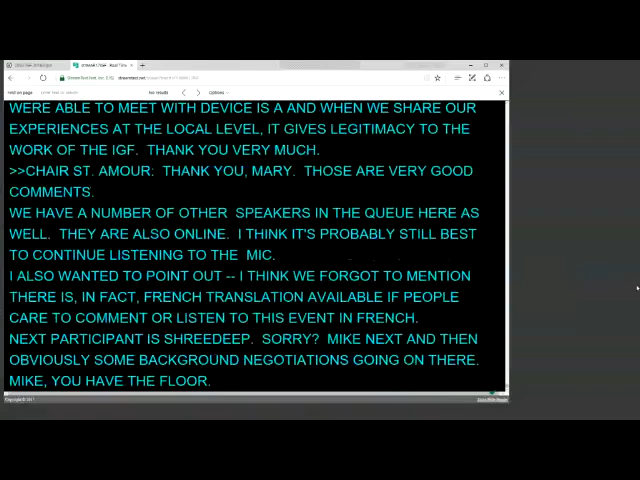 Find on page
No results
Options
WERE ABLE TO MEET WITH DEVICE IS A AND WHEN WE SHARE OUR
EXPERIENCES AT THE LOCAL LEVEL, IT GIVES LEGITIMACY TO THE
WORK OF THE IGF.  THANK YOU VERY MUCH.
>>CHAIR ST. AMOUR:  THANK YOU, MARY.  THOSE ARE VERY GOOD
COMMENTS.
WE HAVE A NUMBER OF OTHER  SPEAKERS IN THE QUEUE HERE AS
WELL.  THEY ARE ALSO ONLINE.  I THINK IT'S PROBABLY STILL BEST
TO CONTINUE LISTENING TO THE  MIC.
I ALSO WANTED TO POINT OUT -- I THINK WE FORGOT TO MENTION
THERE IS, IN FACT, FRENCH TRANSLATION AVAILABLE IF PEOPLE
CARE TO COMMENT OR LISTEN TO THIS EVENT IN FRENCH.
NEXT PARTICIPANT IS SHREEDEEP.  SORRY?  MIKE NEXT AND THEN
OBVIOUSLY SOME BACKGROUND NEGOTIATIONS GOING ON THERE.
MIKE, YOU HAVE THE FLOOR.